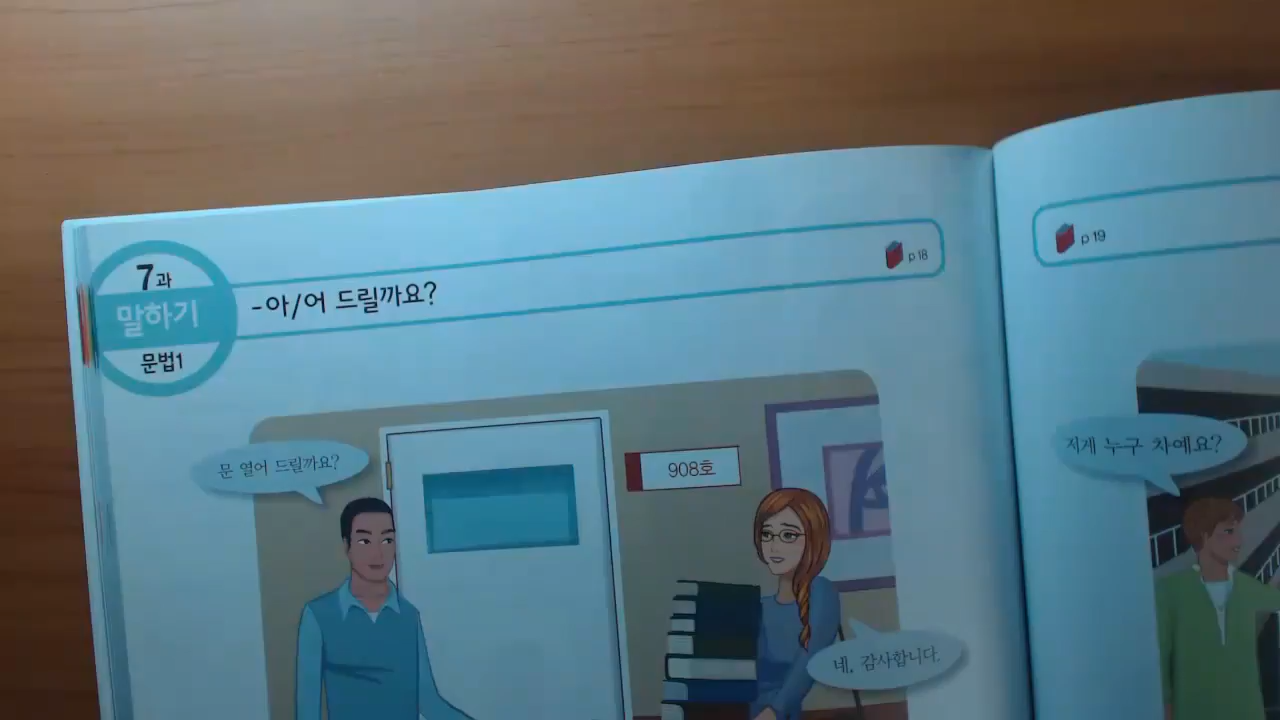 7과
말하기
문법1
-아/어 드릴까요?
p18
문 열어 드릴까요?
908호
네, 감사합니다.
p19
저게 누구 차예요?